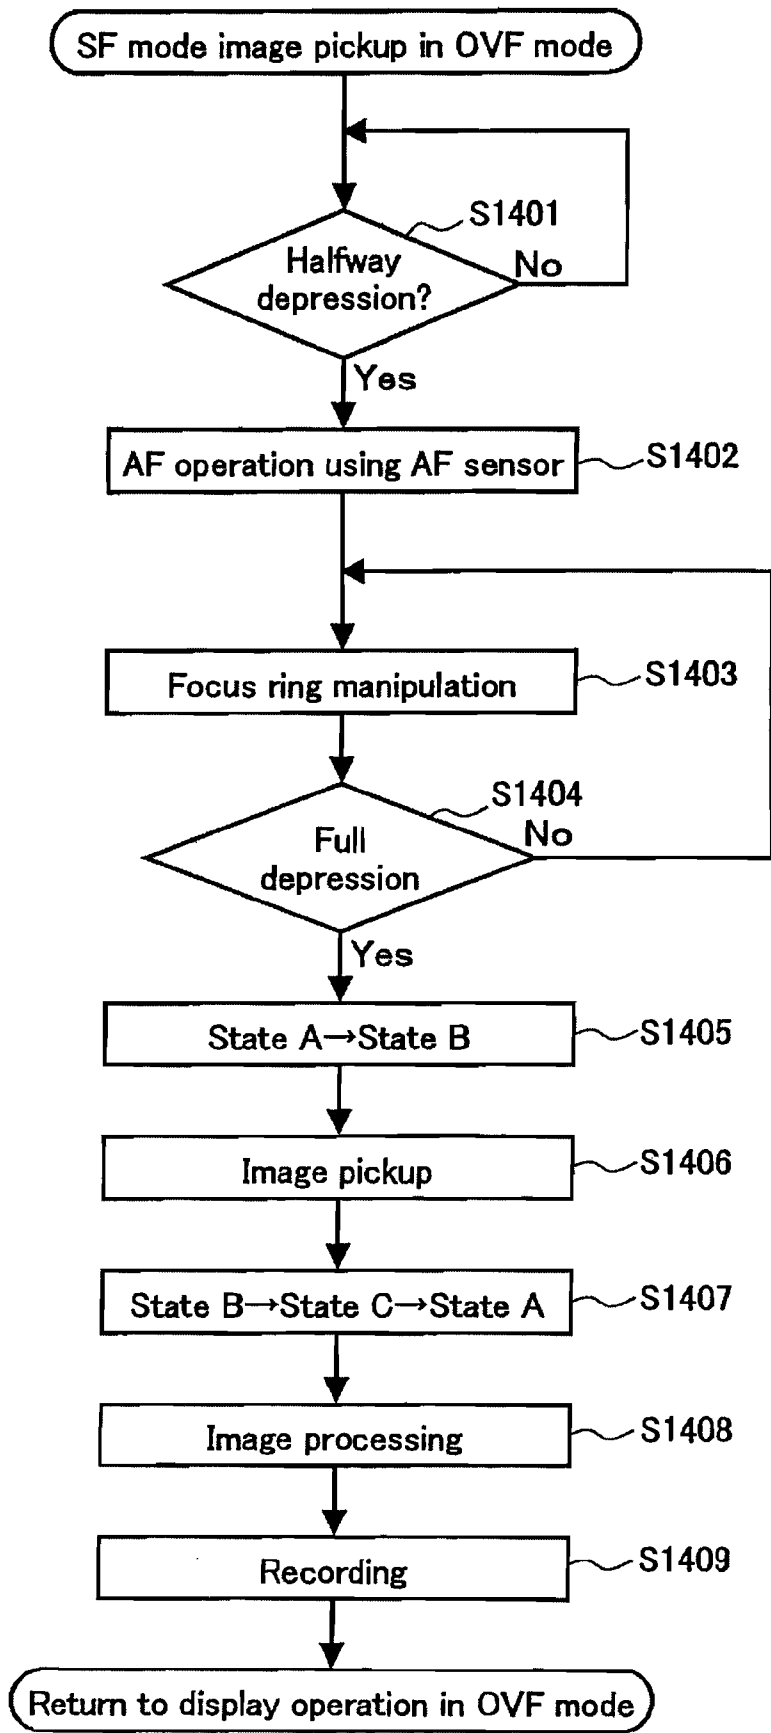 SF mode image pickup in OVF mode
S1401
Halfway
depression?
No
Yes
AF operation using AF sensor
S1402
Focus ring manipulation
S1403
S1404
Full
depression
No
Yes
State A→State B
S1405
Image pickup
S1406
State B→State C→State A
S1407
Image processing
S1408
Recording
S1409
Return to display operation in OVF mode